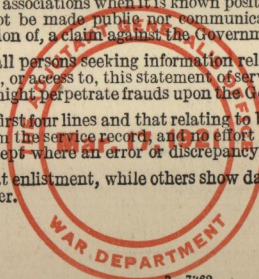 associations when it is known
ot be made public nor communica
ion of, a claim against the Governm
all persons seeking information rel
, or access to, this statement of serv
might perpetrate frauds upon the G
first four lines and that relating to b
the service record, and no effort
ept where an error or discrepancy
t enlistment, while others show da
er.
WAR DEPARTMENT